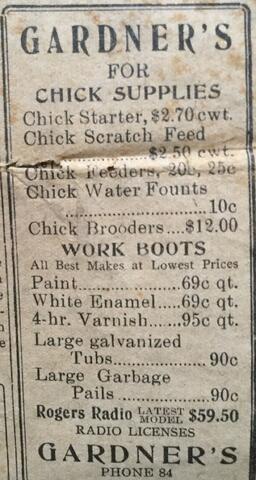 GARDNER'S
FOR
CHICK SUPPLIES
Chick Starter, $2.70 cwt.
Chick Scratch Feed
$2.50 cwt.
Chick Feeders, 20c, 25c
Chick Water Founts
.....................10c
Chick Brooders....$12.00
WORK BOOTS
All Best Makes at Lowest Prices
Paint...............69c qt.
White Enamel....69c qt.
4-hr. Varnish.....95c qt.
Large galvanized
Tubs................90c
Large Garbage
Pails ...............90c
Rogers Radio LATEST MODEL $59.50
RADIO LICENSES
GARDNER'S
PHONE 84